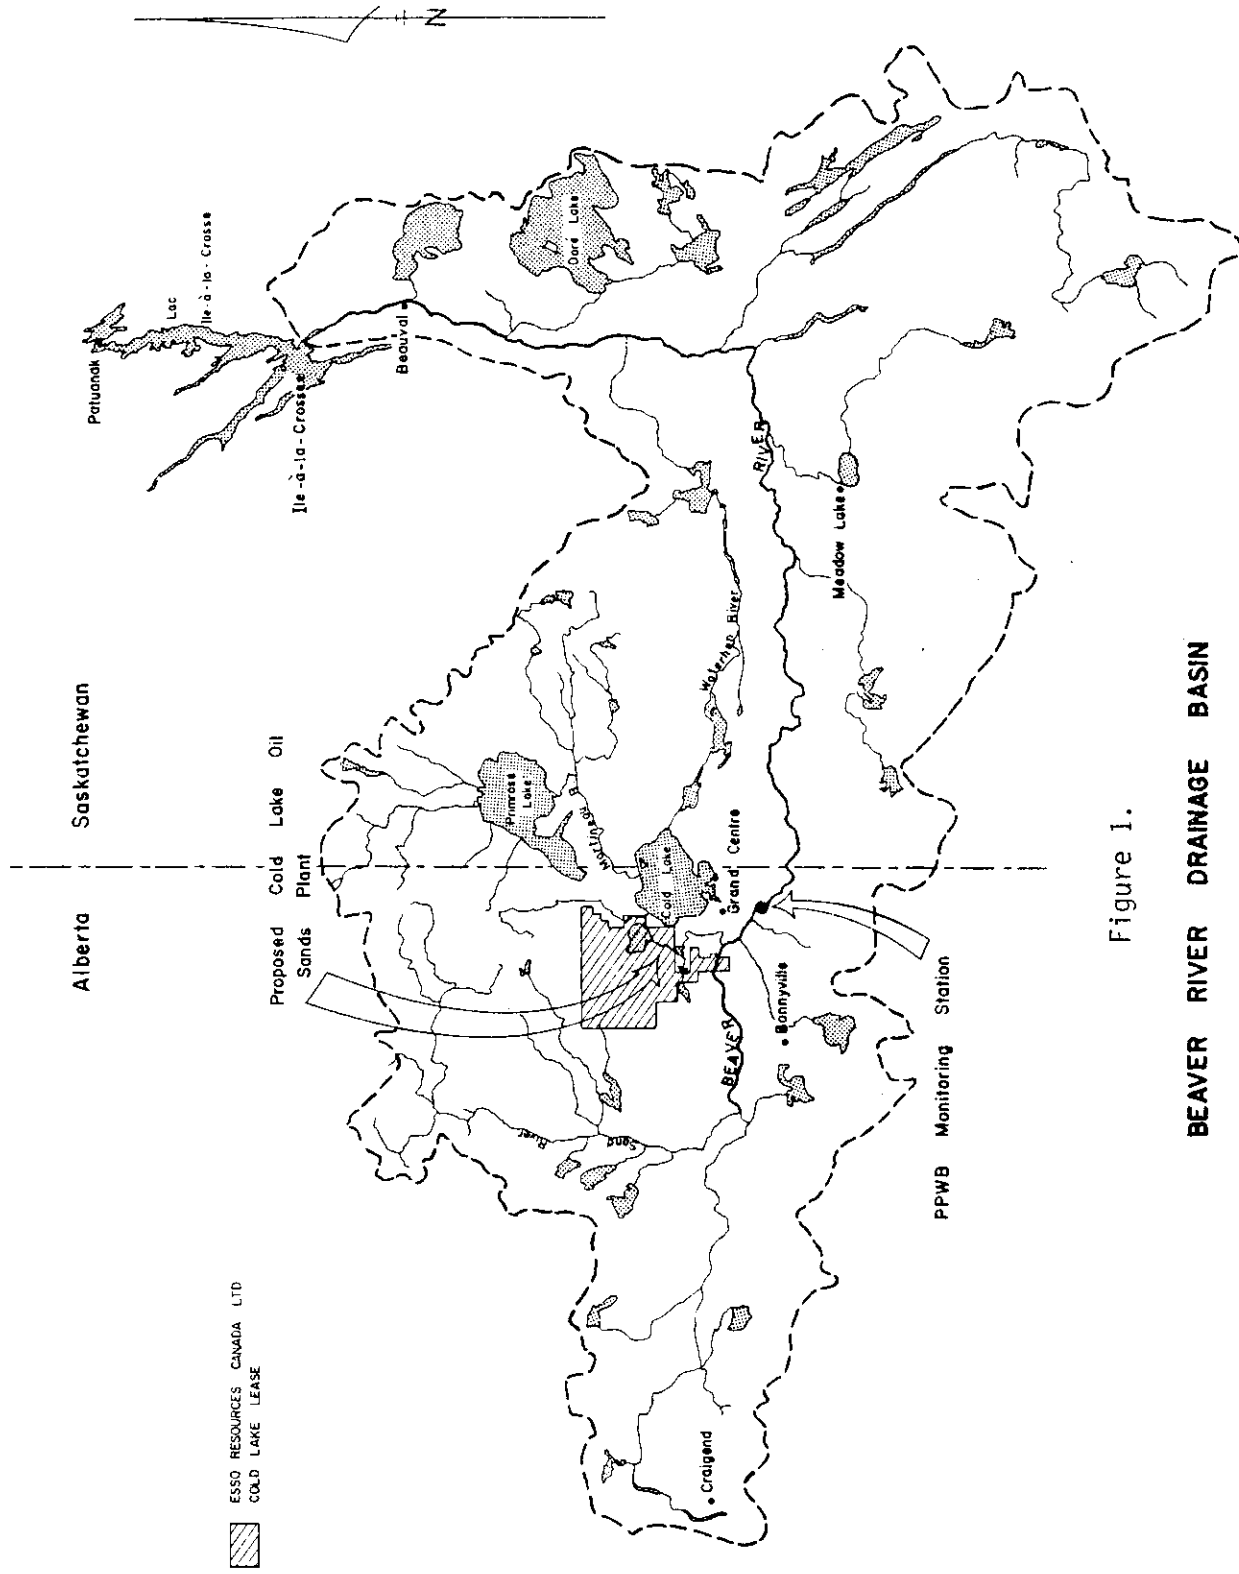 Alberta Saskatchewan
ESSO RESOURCES CANADA LTD
COLD LAKE LEASE
Proposed Cold Lake Oil
Sands Plant
N
Patuanak
Lac
Ile-à-la-Crosse
Ile-à-la-Crosse
Beauval
Doré Lake
Primrose
Lake
Martineau R
Cold Lake
Waterhen River
Sand River
Grand Centre
BEAVER
RIVER
Meadow Lake
Bonnyville
Craigend
PPWB Monitoring Station
Figure 1.
BEAVER RIVER DRAINAGE BASIN